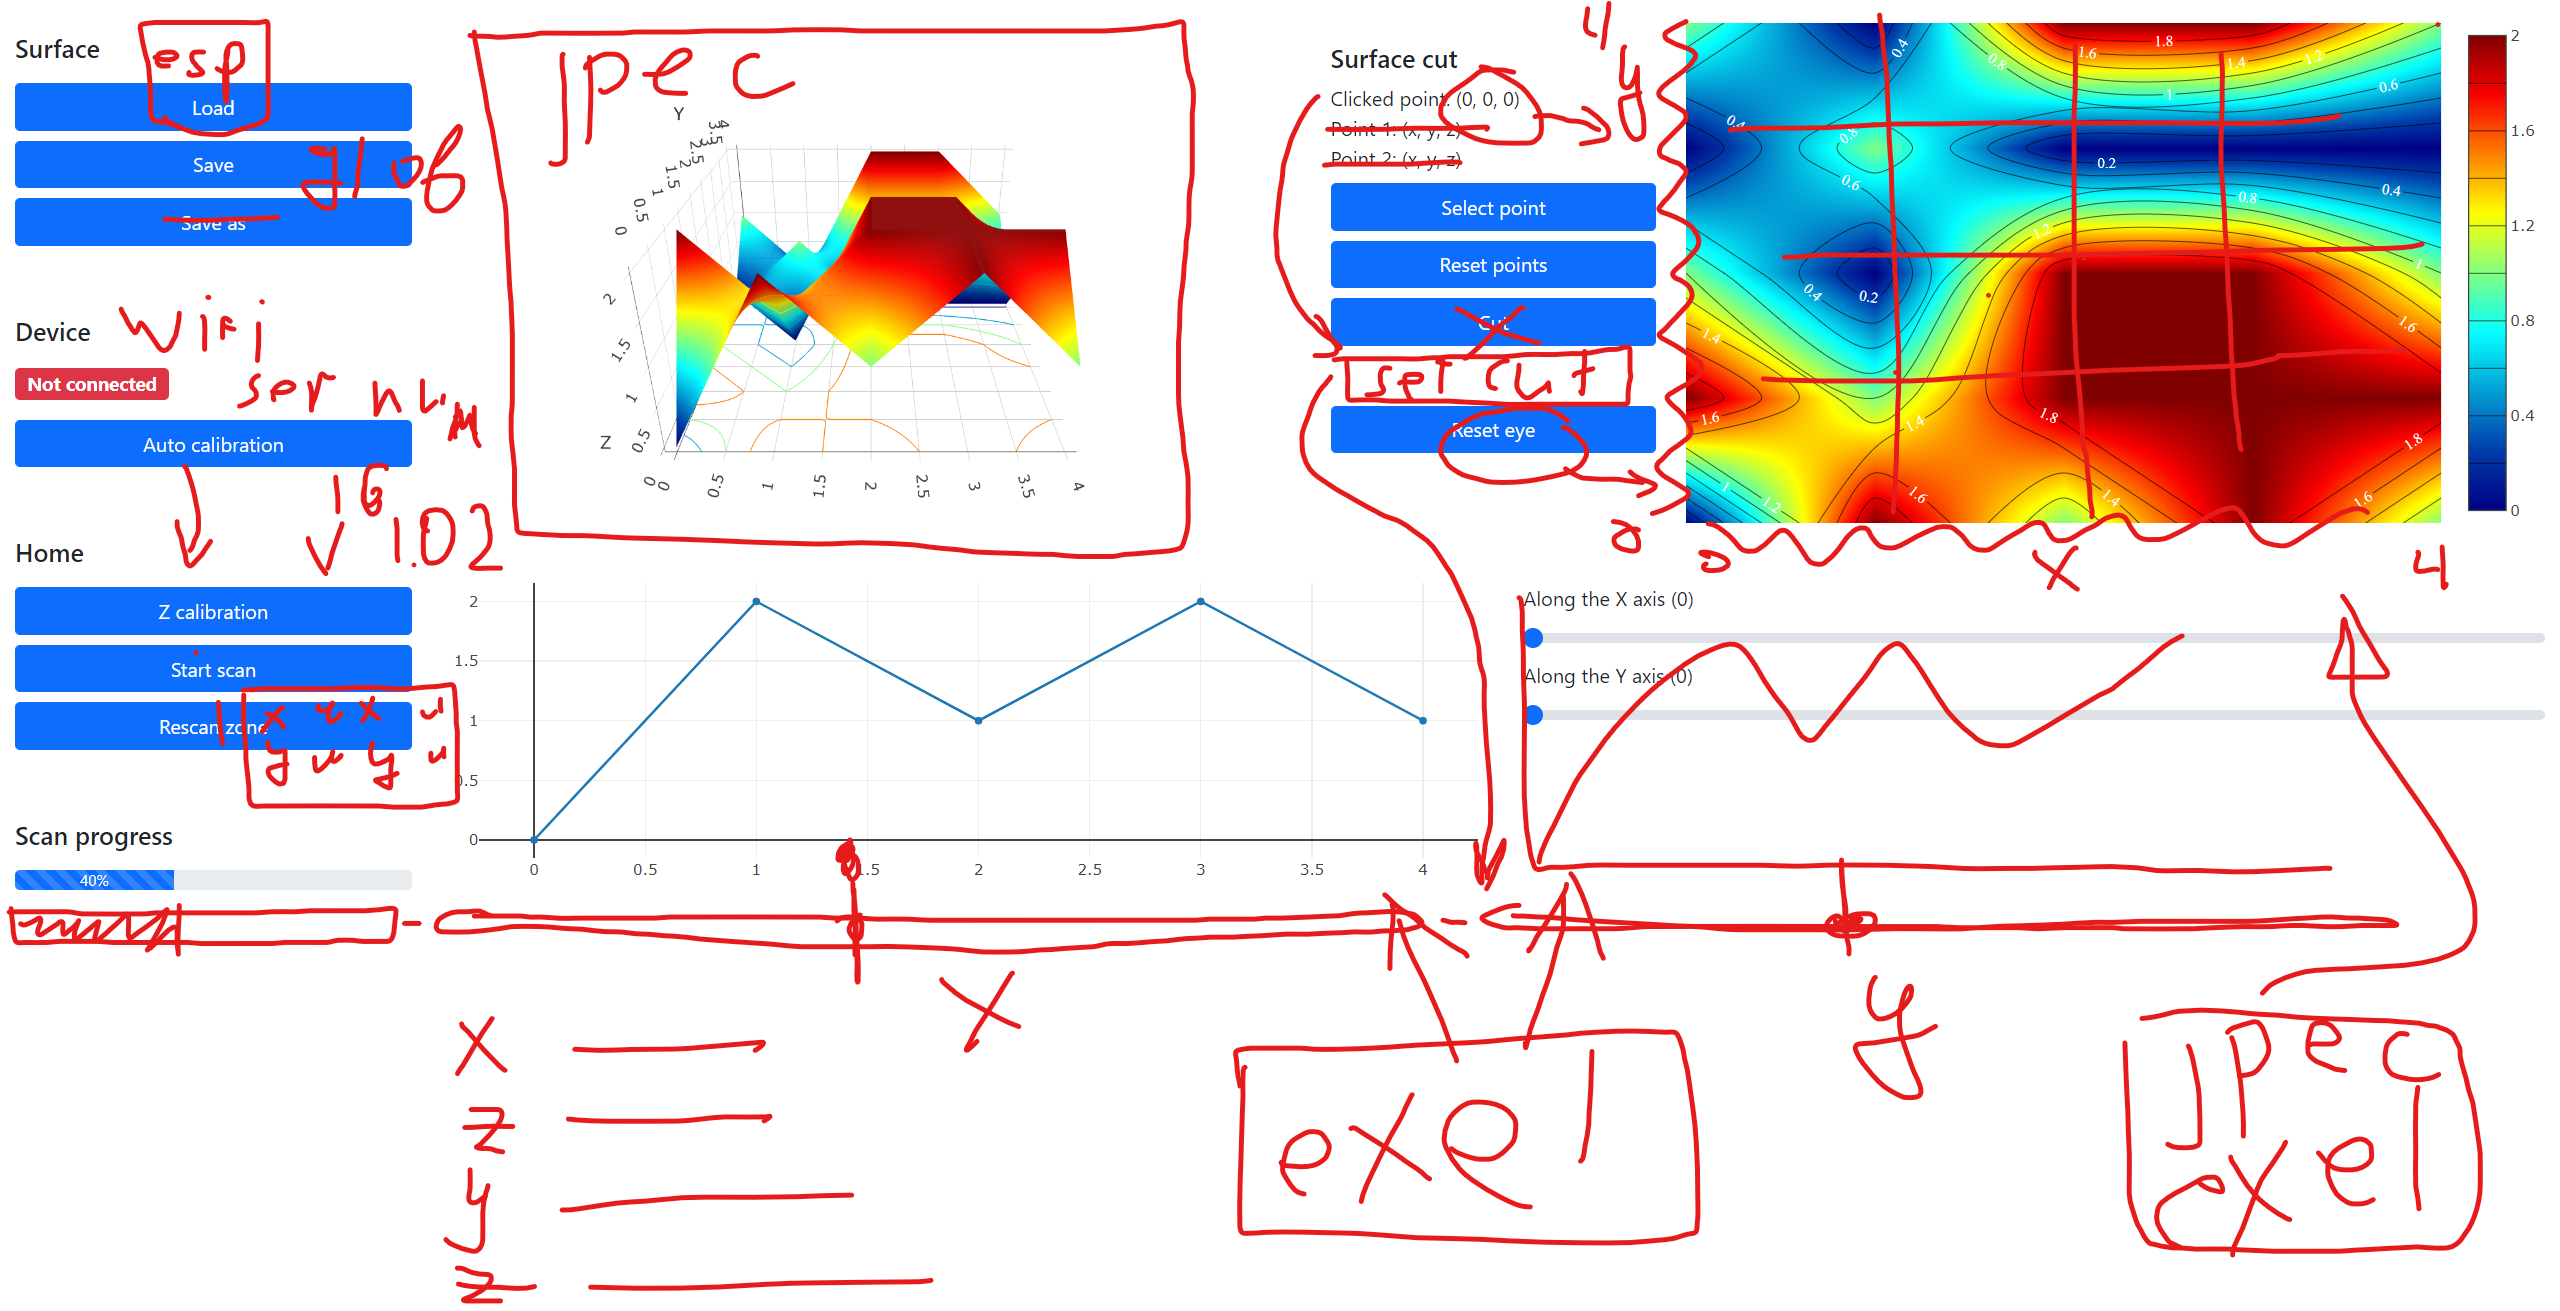 Surface
esp
Load
Save
Save as
Device
wifi
Not connected
ser num
Auto calibration
16
v 1.02
Home
Z calibration
Start scan
Rescan zone
x x
y y
Scan progress
40%
jpec
Y
4
3.5
3
2.5
2
1.5
1
0.5
0
2
1.5
1
0.5
0
Z
0
0.5
1
1.5
2
2.5
3
3.5
4
Surface cut
Clicked point: (0, 0, 0)
Point 1: (x, y, z)
Point 2: (x, y, z)
Select point
Reset points
Cut
set cut
Reset eye
4
y
0
0
x
4
0.4
0.8
1.6
1.8
1.4
1.2
0.6
1
0.4
0.8
0.2
0.6
0.4
0.8
1.2
1
0.4
0.2
1.4
1.6
1.6
1.8
1.4
1.8
1
1.2
1.6
1.4
1.6
2
1.6
1.2
0.8
0.4
0
2
1.5
1
0.5
0
0
0.5
1
1.5
2
2.5
3
3.5
4
Along the X axis (0)
Along the Y axis (0)
x
y
x
z
y
z
exel
jpec
exel